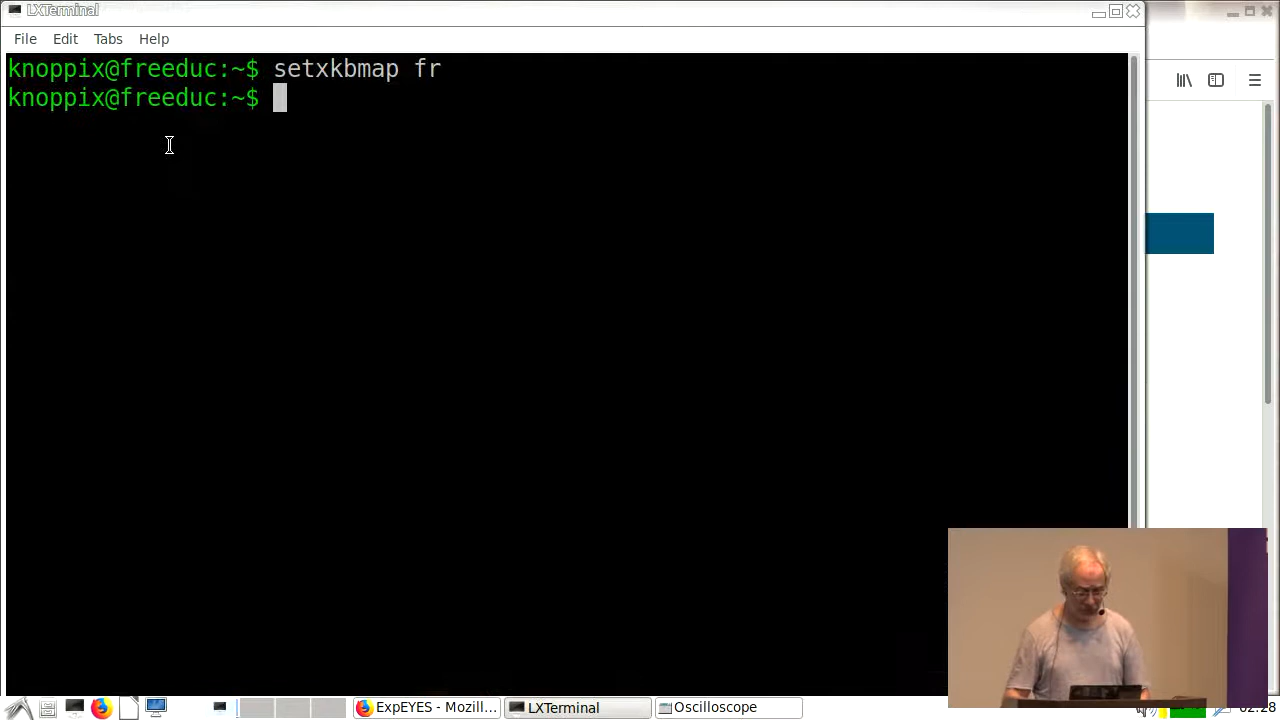 LXTerminal
File Edit Tabs Help
knoppix@freeduc:~$ setxkbmap fr
knoppix@freeduc:~$
ExpEYES - Mozill... LXTerminal Oscilloscope 02:28